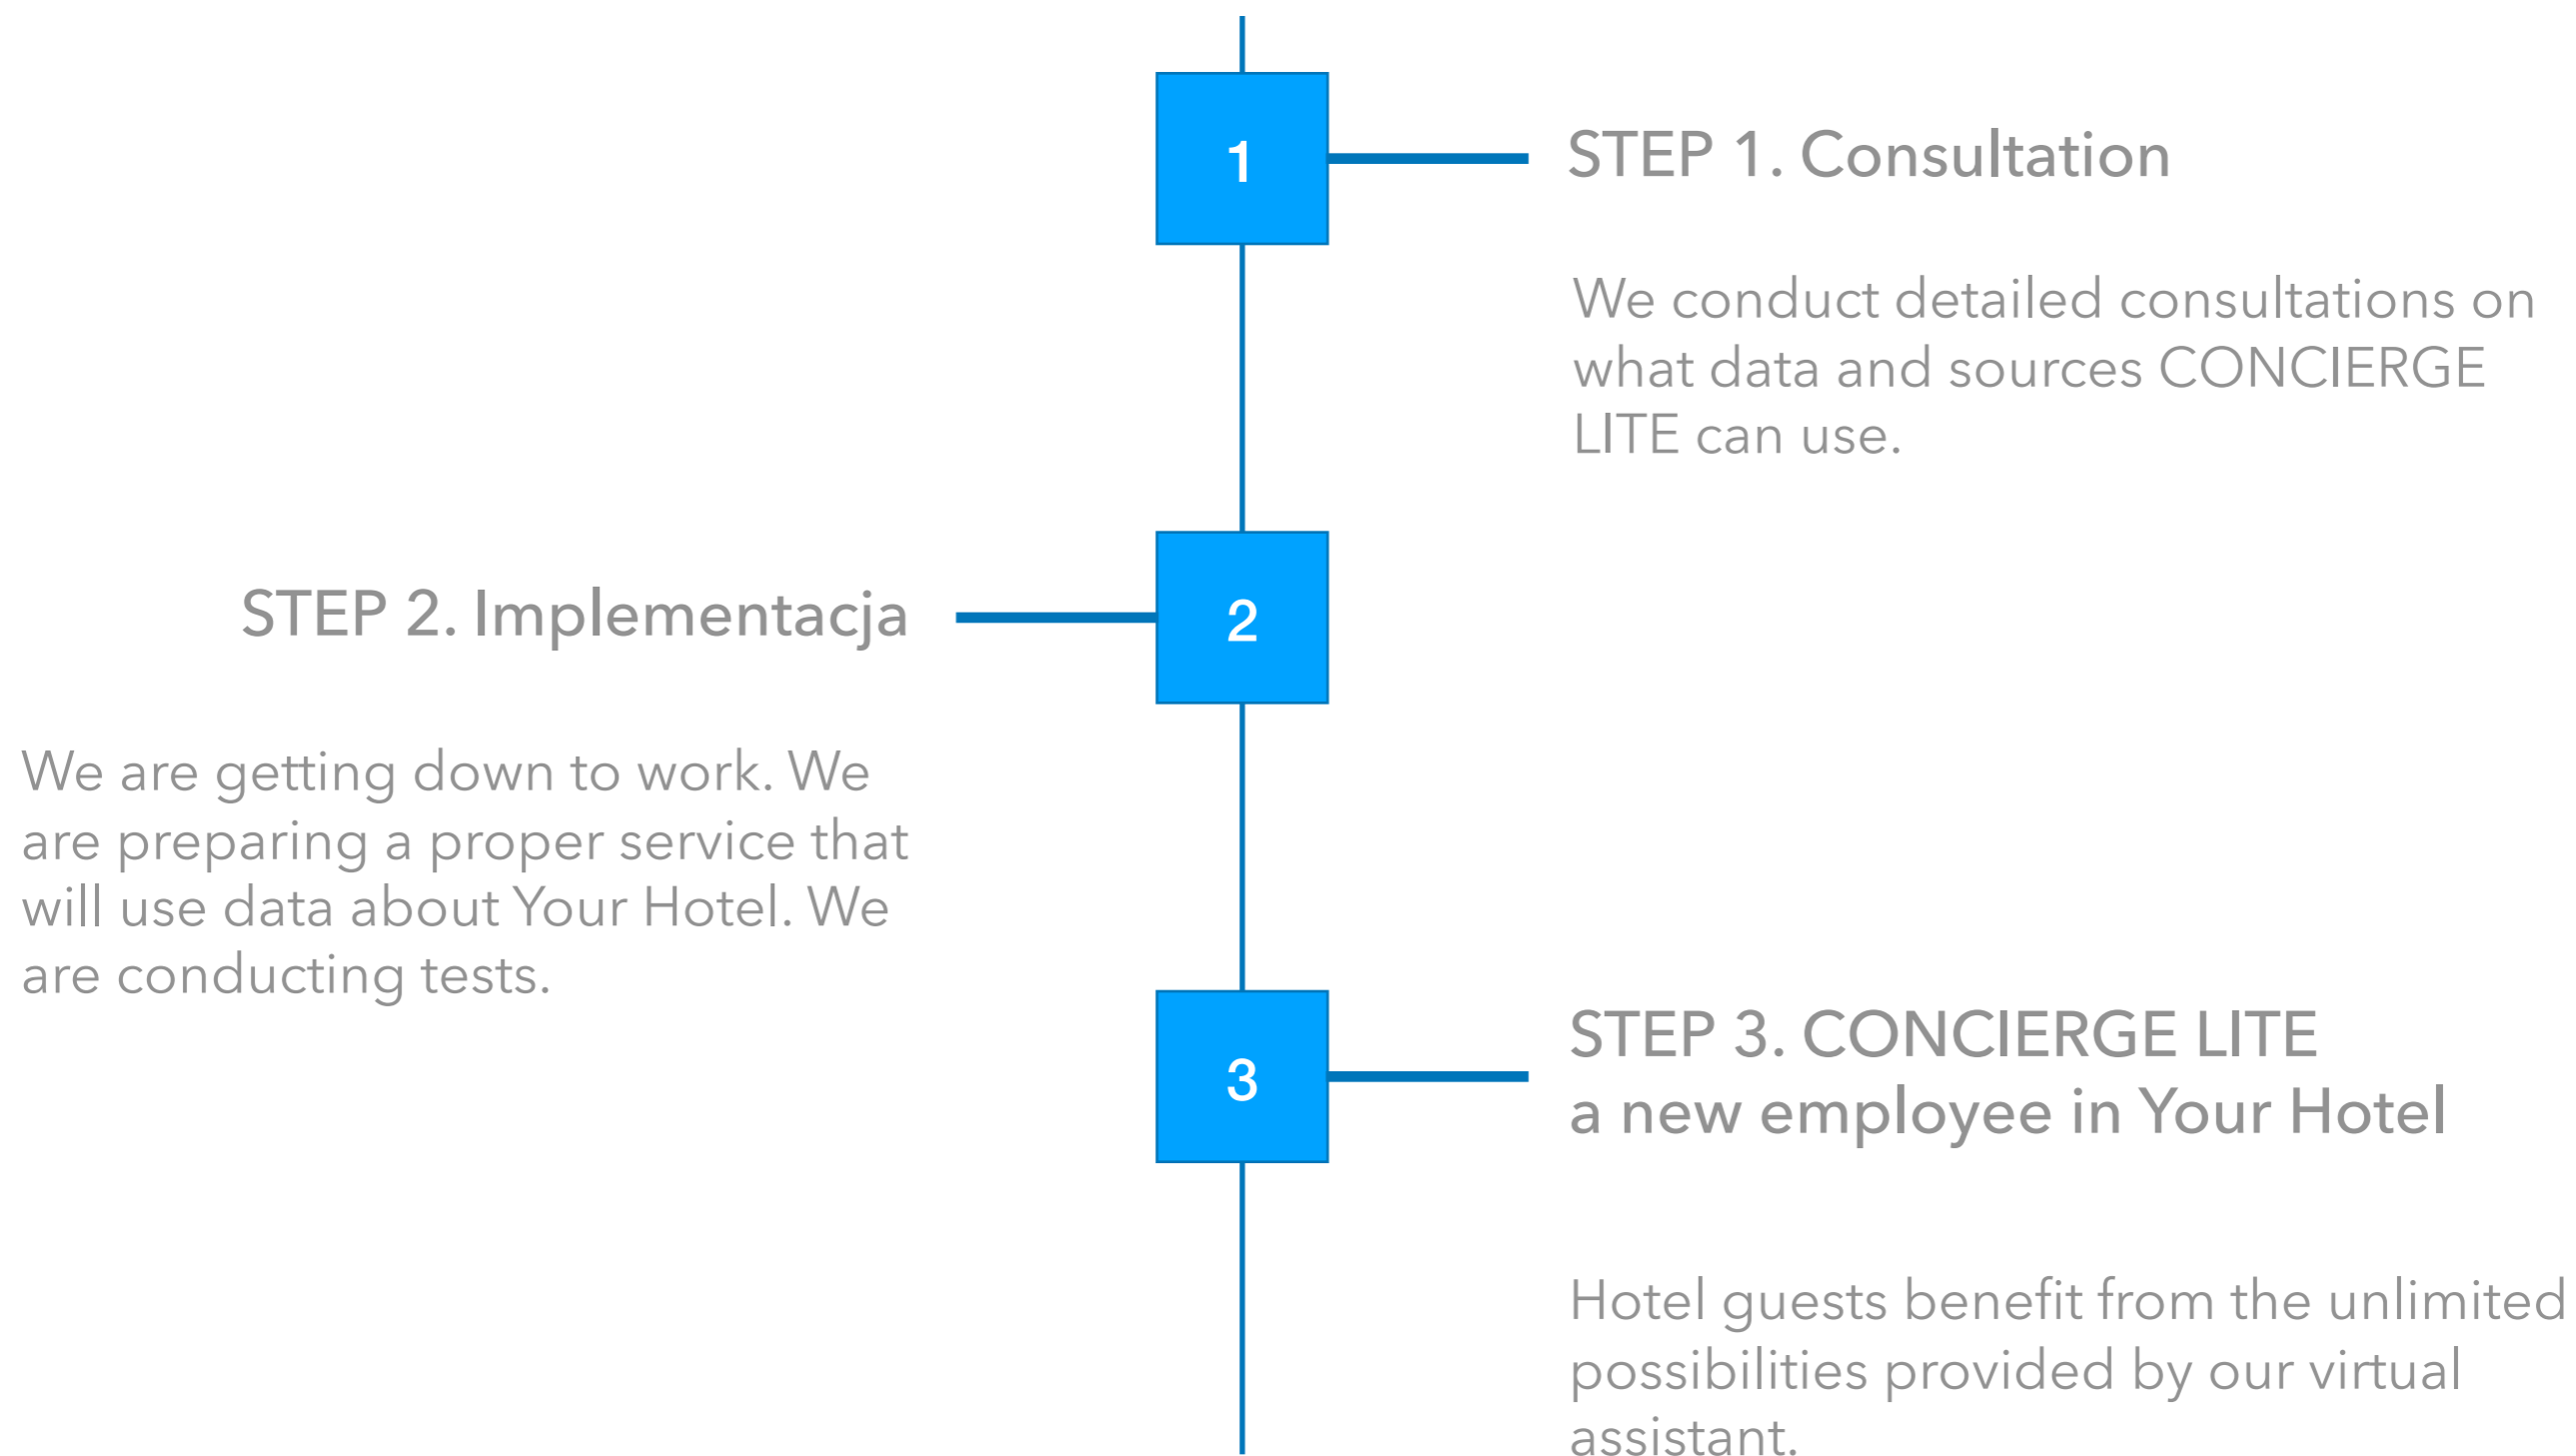 1
STEP 1. Consultation
We conduct detailed consultations on
what data and sources CONCIERGE
LITE can use.
2
STEP 2. Implementacja
We are getting down to work. We
are preparing a proper service that
will use data about Your Hotel. We
are conducting tests.
3
STEP 3. CONCIERGE LITE
a new employee in Your Hotel
Hotel guests benefit from the unlimited
possibilities provided by our virtual
assistant.